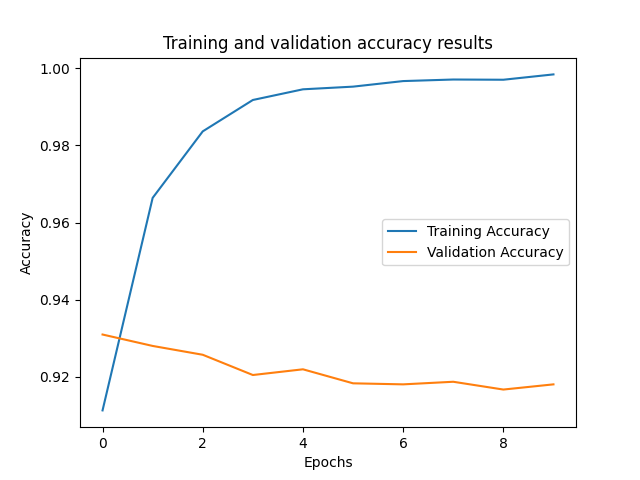 Training and validation accuracy results
Accuracy
1.00
0.98
0.96
0.94
0.92
Training Accuracy
Validation Accuracy
0 2 4 6 8
Epochs